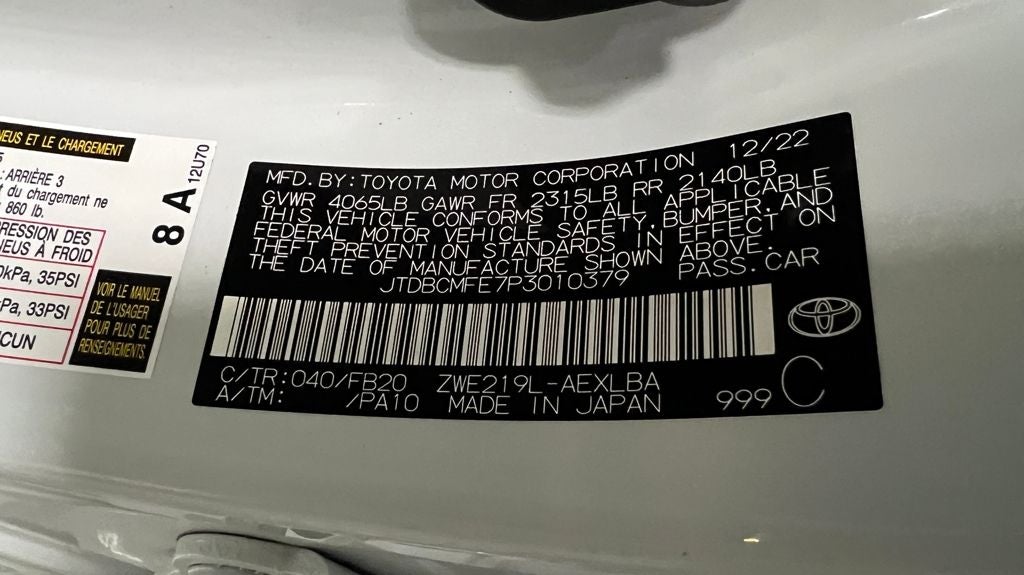 NEUS ET LE CHARGEMENT
5
: ARRIÈRE 3
t du chargement ne
860 lb.
RESSION DES
NEUS À FROID
0kPa, 35PSI
kPa, 33PSI
CUN
VOIR LE MANUEL
DE L'USAGER
POUR PLUS DE
RENSEIGNEMENTS.
8 A 12U70
MFD. BY: TOYOTA MOTOR CORPORATION 12/22
GVWR 4065LB GAWR FR 2315LB RR 2140LB
THIS VEHICLE CONFORMS TO ALL APPLICABLE
FEDERAL MOTOR VEHICLE SAFETY, BUMPER, AND
THEFT PREVENTION STANDARDS IN EFFECT ON
THE DATE OF MANUFACTURE SHOWN ABOVE.
JTDBCMFE7P3010379 PASS. CAR
C/TR: 040/FB20 ZWE219L-AEXLBA
A/TM: /PA10 MADE IN JAPAN 999 C